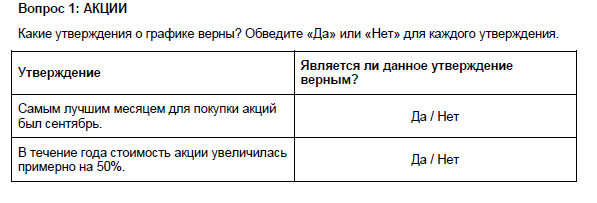 Вопрос 1: АКЦИИ
Какие утверждения о графике верны? Обведите «Да» или «Нет» для каждого утверждения.
Утверждение
Является ли данное утверждение
верным?
Самым лучшим месяцем для покупки акций
был сентябрь.
Да / Нет
В течение года стоимость акции увеличилась
примерно на 50%.
Да / Нет